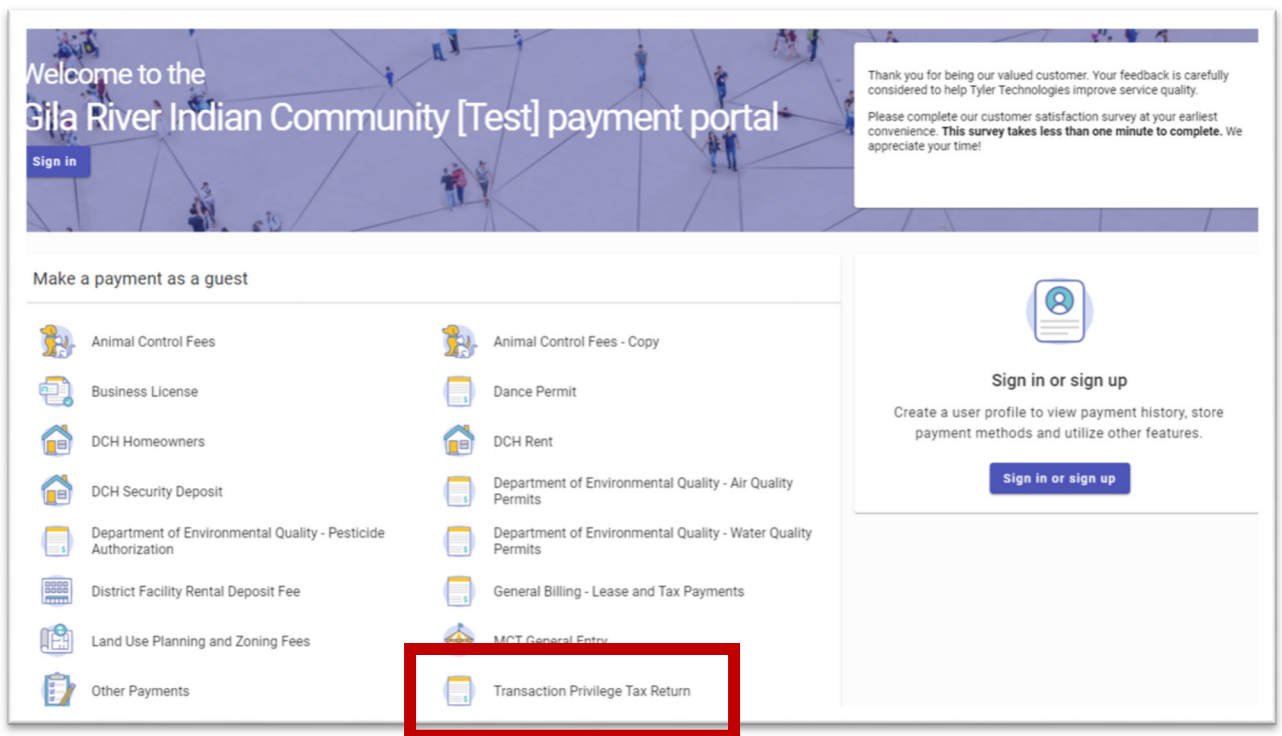 Welcome to the
Gila River Indian Community [Test] payment portal
Sign in
Thank you for being our valued customer. Your feedback is carefully
considered to help Tyler Technologies improve service quality.
Please complete our customer satisfaction survey at your earliest
convenience. This survey takes less than one minute to complete. We
appreciate your time!
Make a payment as a guest
Animal Control Fees
Animal Control Fees - Copy
Business License
Dance Permit
DCH Homeowners
DCH Rent
DCH Security Deposit
Department of Environmental Quality - Air Quality
Permits
Department of Environmental Quality - Pesticide
Authorization
Department of Environmental Quality - Water Quality
Permits
District Facility Rental Deposit Fee
General Billing - Lease and Tax Payments
Land Use Planning and Zoning Fees
MCT General Entry
Other Payments
Transaction Privilege Tax Return
Sign in or sign up
Create a user profile to view payment history, store
payment methods and utilize other features.
Sign in or sign up